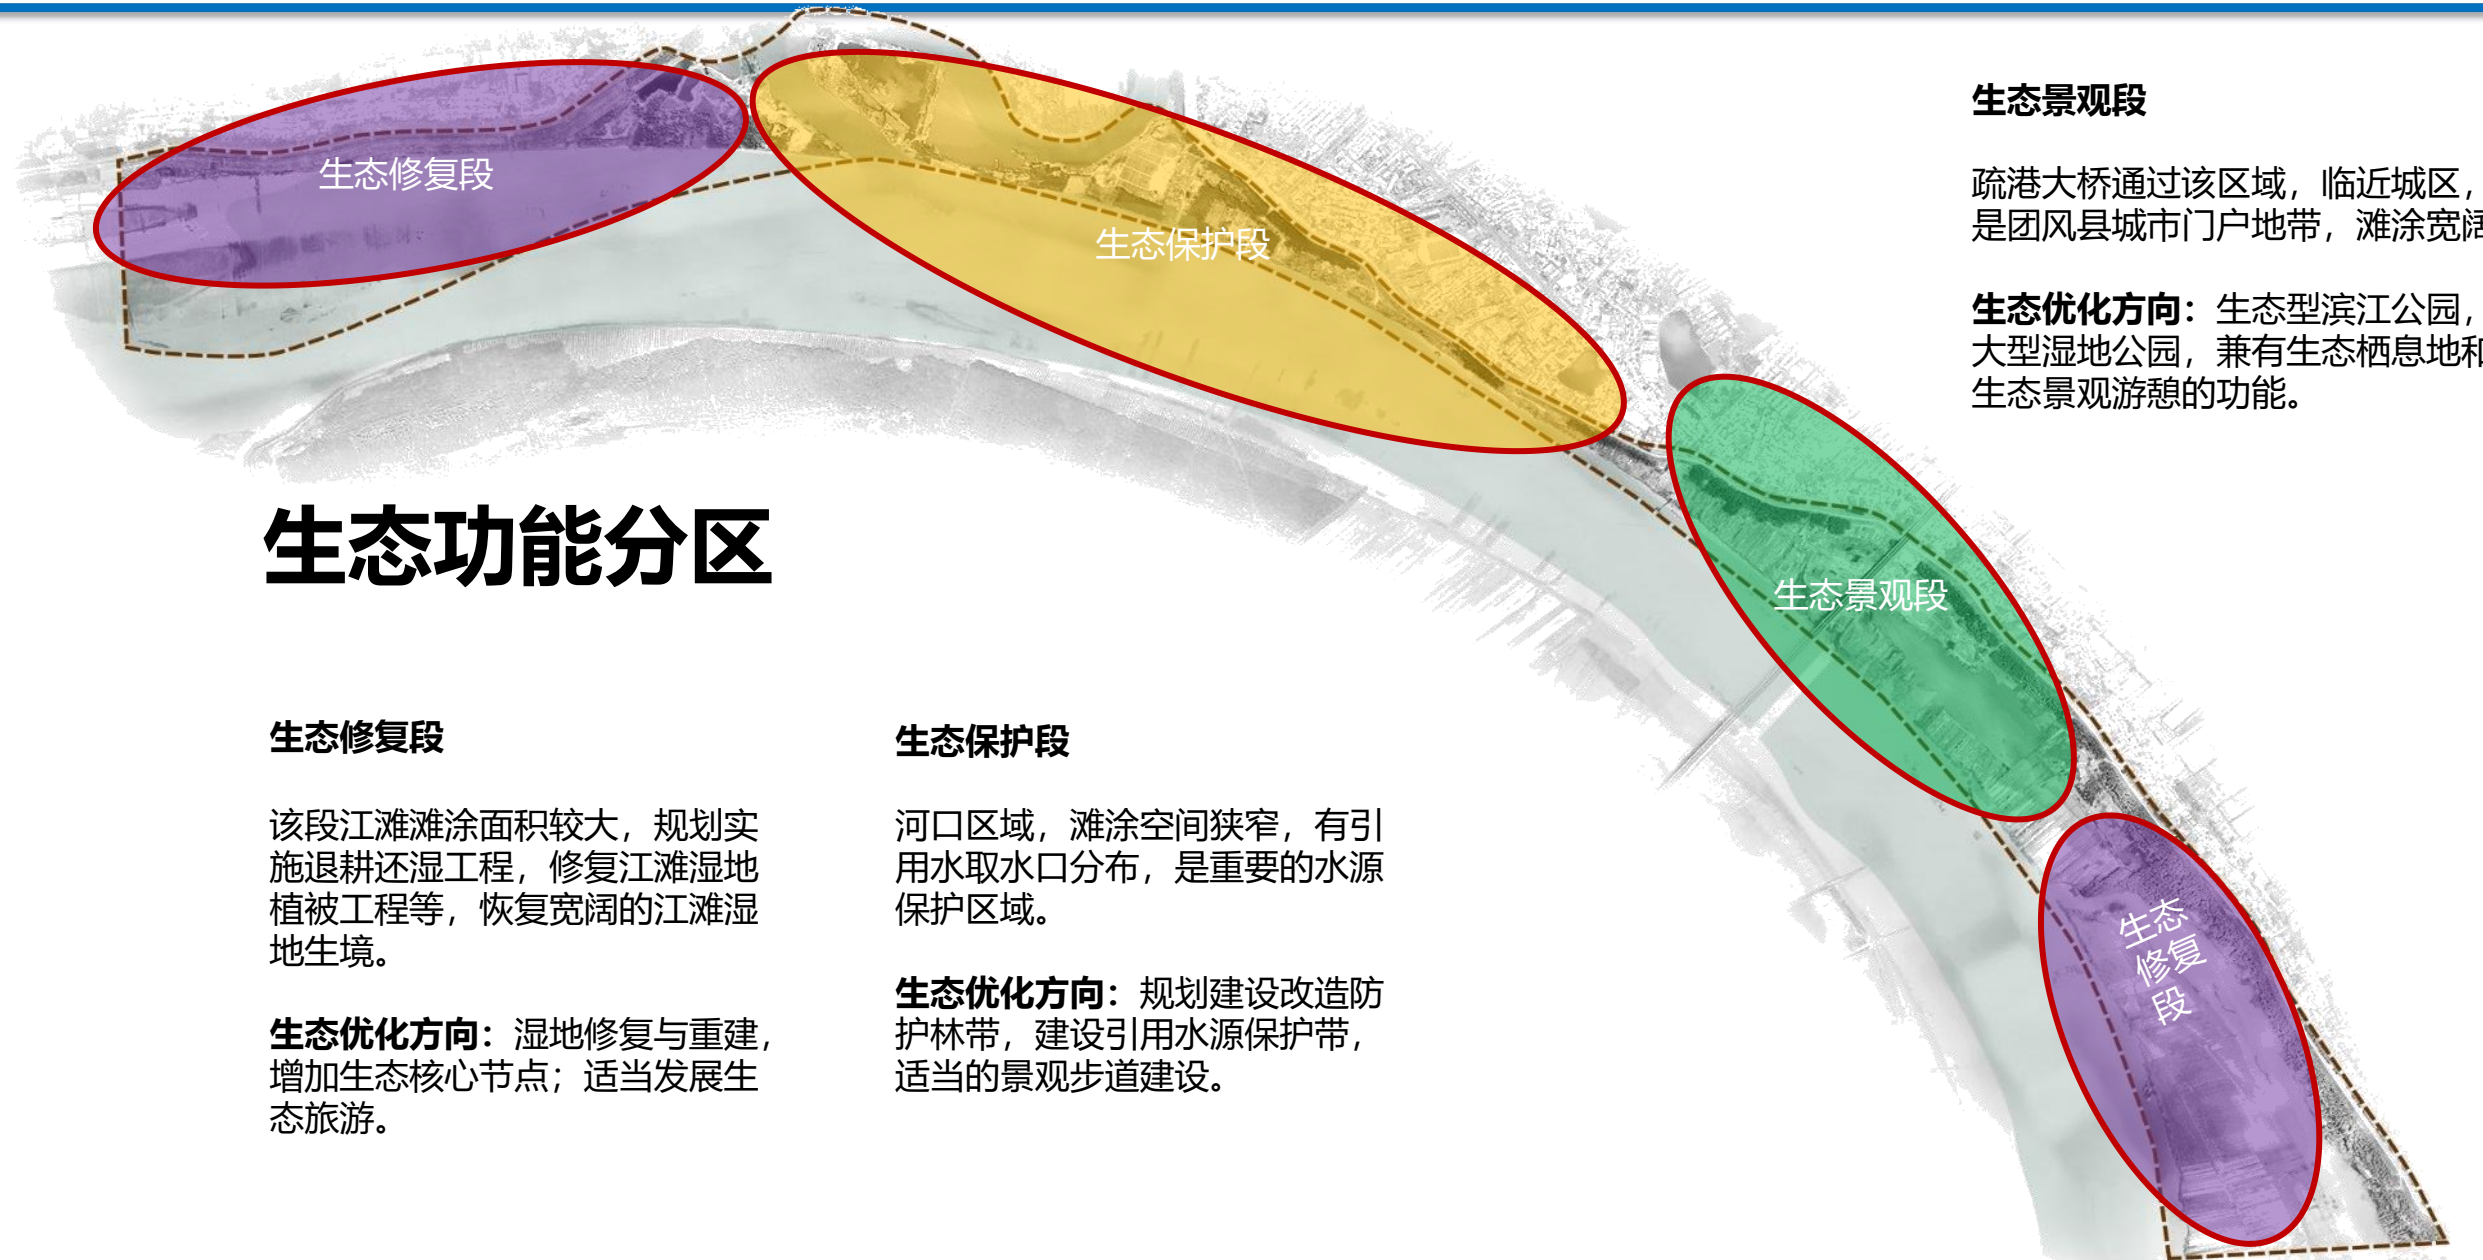 生态景观段
疏港大桥通过该区域，临近城区，
是团风县城市门户地带，滩涂宽阔
生态优化方向：生态型滨江公园，
大型湿地公园，兼有生态栖息地和
生态景观游憩的功能。
生态修复段
生态保护段
生态景观段
生态
修复
段
生态功能分区
生态修复段
该段江滩滩涂面积较大，规划实
施退耕还湿工程，修复江滩湿地
植被工程等，恢复宽阔的江滩湿
地生境。
生态优化方向：湿地修复与重建，
增加生态核心节点；适当发展生
态旅游。
生态保护段
河口区域，滩涂空间狭窄，有引
用水取水口分布，是重要的水源
保护区域。
生态优化方向：规划建设改造防
护林带，建设引用水源保护带，
适当的景观步道建设。